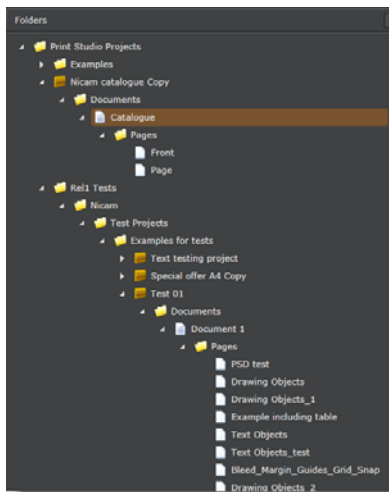 Folders
Print Studio Projects
Examples
Nicam catalogue Copy
Documents
Catalogue
Pages
Front
Page
Rel1 Tests
Nicam
Test Projects
Examples for tests
Text testing project
Special offer A4 Copy
Test 01
Documents
Document 1
Pages
PSD test
Drawing Objects
Drawing Objects_1
Example including table
Text Objects
Text Objects_test
Bleed_Margin_Guides_Grid_Snap
Drawing Objects_2